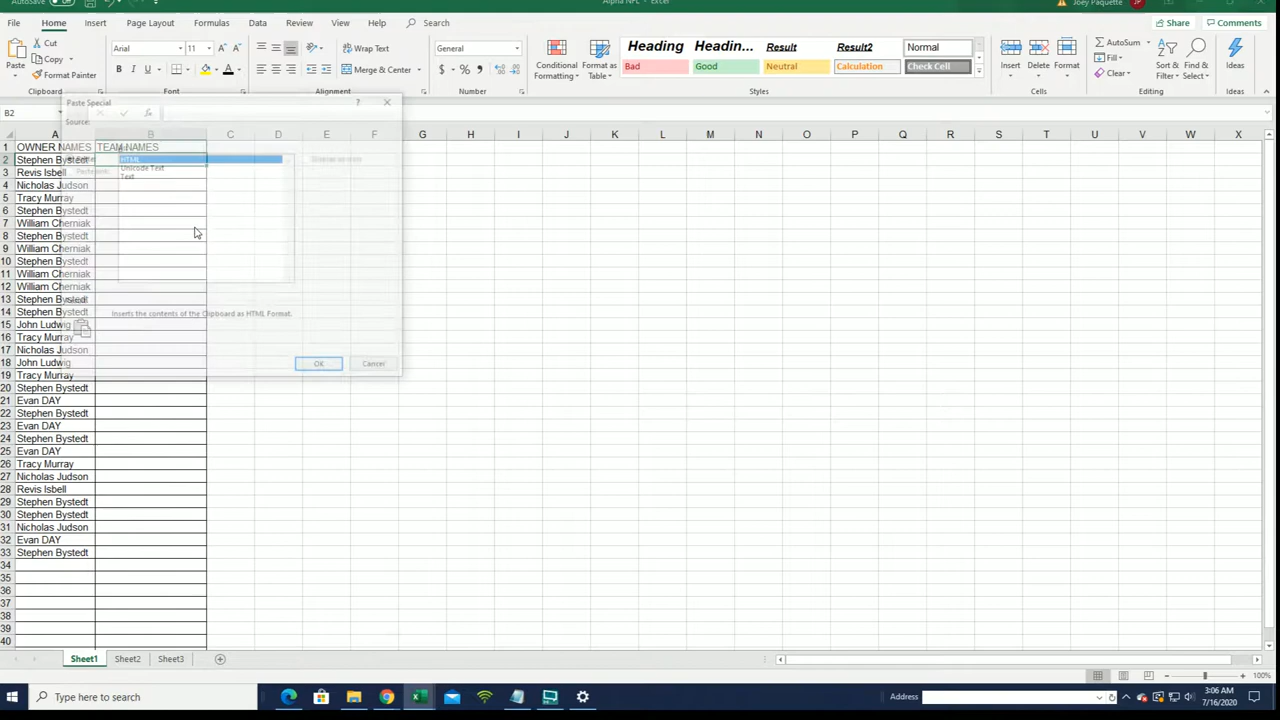 AutoSave
Alpha NFC - Excel
Joey Paquette
JP
File Home Insert Page Layout Formulas Data Review View Help Search
Share Comments
Paste
Cut
Copy
Format Painter
Clipboard
Arial 11
B I U
Font
Wrap Text
Merge & Center
Alignment
General
$ % ,
Number
Conditional Formatting
Format as Table
Heading Headin... Result Result2 Normal
Bad Good Neutral Calculation Check Cell
Styles
Insert Delete Format
Cells
AutoSum
Fill
Clear
Sort & Filter
Find & Select
Editing
Ideas
Ideas
B2
Paste Special ?
Source:
HTML
Unicode Text
Text
Inserts the contents of the Clipboard as HTML Format.
OK Cancel
A B C D E F G H I J K L M N O P Q R S T U V W X
1 OWNER NAMES TEAM NAMES
2 Stephen Bystedt
3 Revis Isbell
4 Nicholas Judson
5 Tracy Murray
6 Stephen Bystedt
7 William Cherniak
8 Stephen Bystedt
9 William Cherniak
10 Stephen Bystedt
11 William Cherniak
12 William Cherniak
13 Stephen Bystedt
14 Stephen Bystedt
15 John Ludwig
16 Tracy Murray
17 Nicholas Judson
18 John Ludwig
19 Tracy Murray
20 Stephen Bystedt
21 Evan DAY
22 Stephen Bystedt
23 Evan DAY
24 Stephen Bystedt
25 Evan DAY
26 Tracy Murray
27 Nicholas Judson
28 Revis Isbell
29 Stephen Bystedt
30 Stephen Bystedt
31 Nicholas Judson
32 Evan DAY
33 Stephen Bystedt
34
35
36
37
38
39
40
Sheet1 Sheet2 Sheet3
100%
Type here to search
Address
3:06 AM
7/16/2020